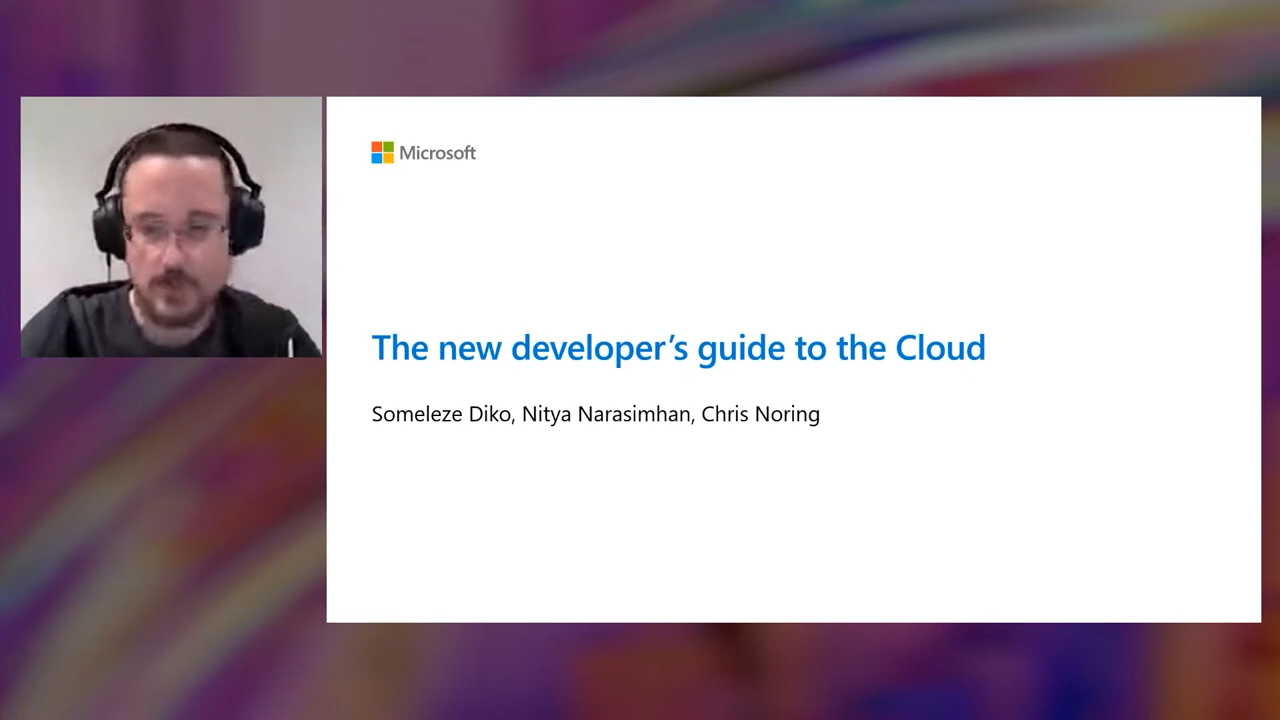 Microsoft
The new developer’s guide to the Cloud
Someleze Diko, Nitya Narasimhan, Chris Noring